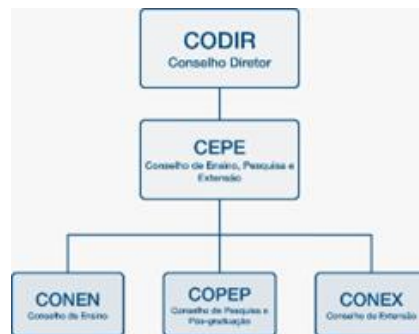 CODIR
Conselho Diretor
CEPE
Conselho de Ensino, Pesquisa e
Extensão
CONEN
Conselho de Ensino
COPEP
Conselho de Pesquisa e
Pós-graduação
CONEX
Conselho de Extensão